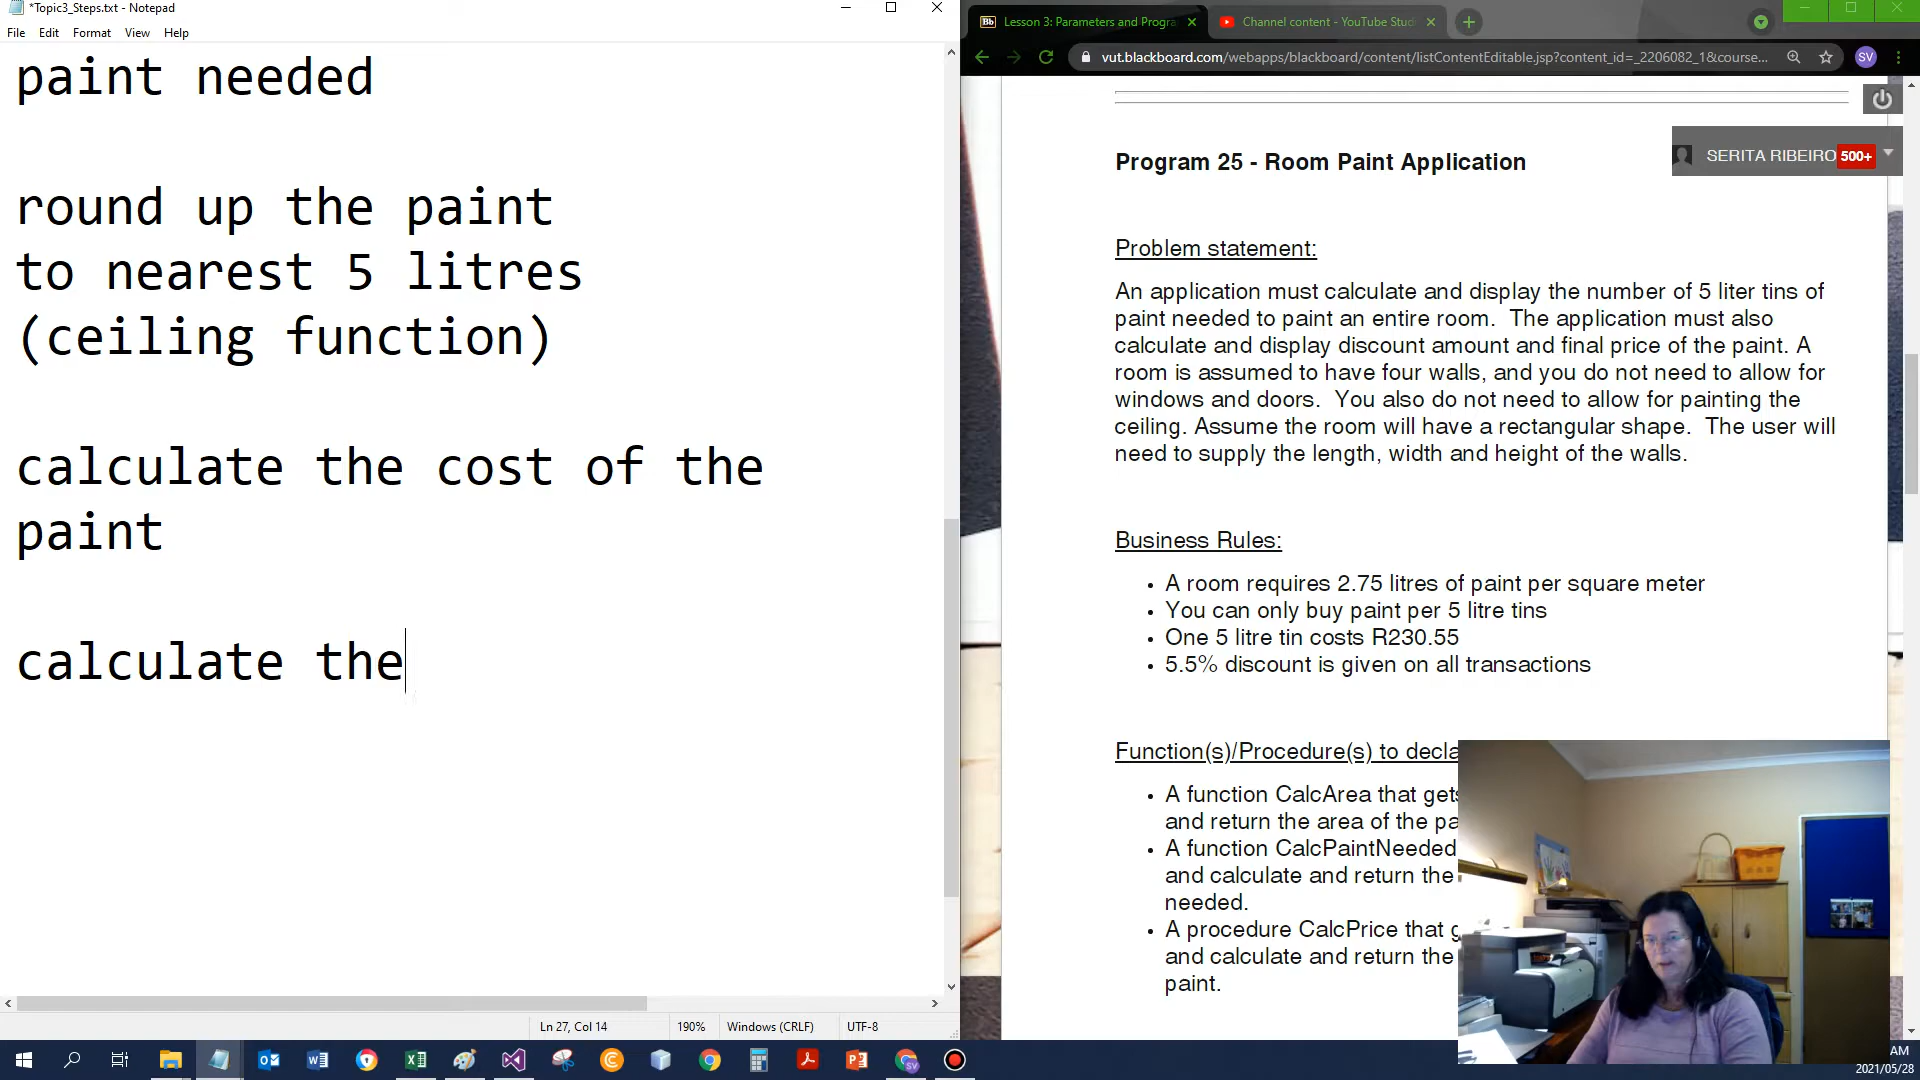 *Topic3_Steps.txt - Notepad
File Edit Format View Help
paint needed
round up the paint
to nearest 5 litres
(ceiling function)
calculate the cost of the
paint
calculate the
Ln 27, Col 14
190%
Windows (CRLF)
UTF-8
Bb Lesson 3: Parameters and Progra
Channel content - YouTube Stud
vut.blackboard.com/webapps/blackboard/content/listContentEditable.jsp?content_id=_2206082_1&course...
SV
SERITA RIBEIRO 500+
Program 25 - Room Paint Application
Problem statement:
An application must calculate and display the number of 5 liter tins of
paint needed to paint an entire room. The application must also
calculate and display discount amount and final price of the paint. A
room is assumed to have four walls, and you do not need to allow for
windows and doors. You also do not need to allow for painting the
ceiling. Assume the room will have a rectangular shape. The user will
need to supply the length, width and height of the walls.
Business Rules:
• A room requires 2.75 litres of paint per square meter
• You can only buy paint per 5 litre tins
• One 5 litre tin costs R230.55
• 5.5% discount is given on all transactions
Function(s)/Procedure(s) to decla
• A function CalcArea that gets
and return the area of the pa
• A function CalcPaintNeeded
and calculate and return the
needed.
• A procedure CalcPrice that g
and calculate and return the
paint.
AM
2021/05/28